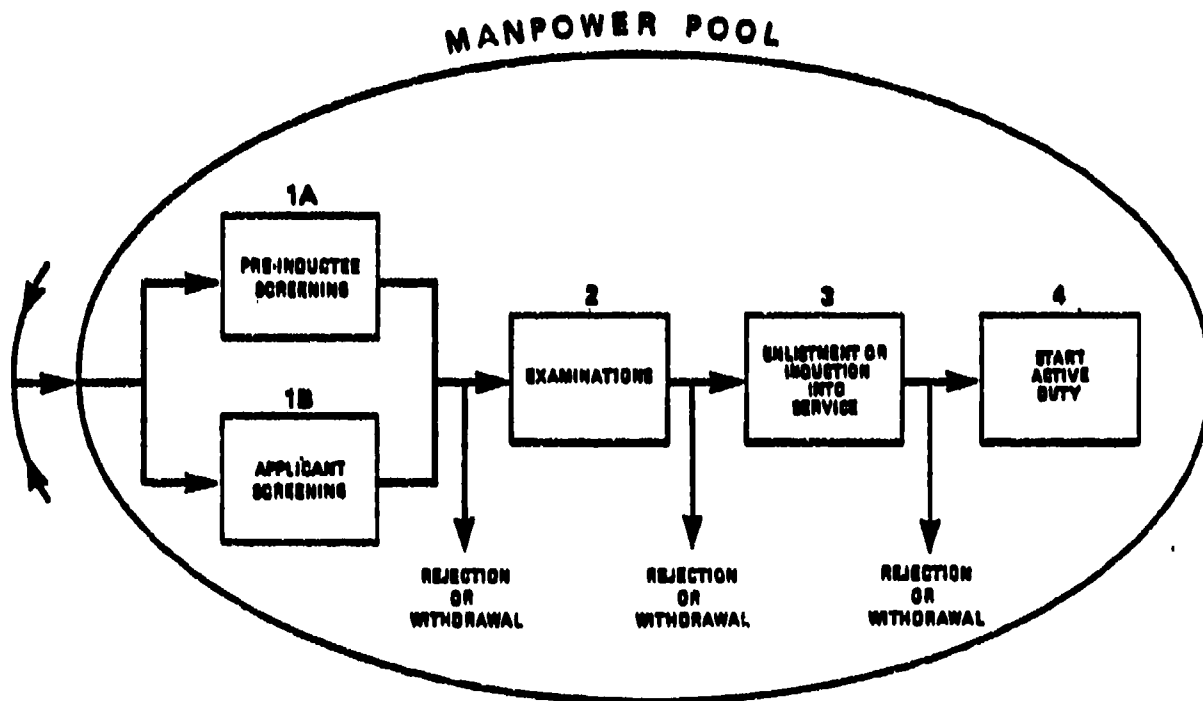 MANPOWER POOL
1A
PRE-INDUCTEE
SCREENING
1B
APPLICANT
SCREENING
2
EXAMINATIONS
3
ENLISTMENT OR
INDUCTION
INTO
SERVICE
4
START
ACTIVE
DUTY
REJECTION
OR
WITHDRAWAL
REJECTION
OR
WITHDRAWAL
REJECTION
OR
WITHDRAWAL